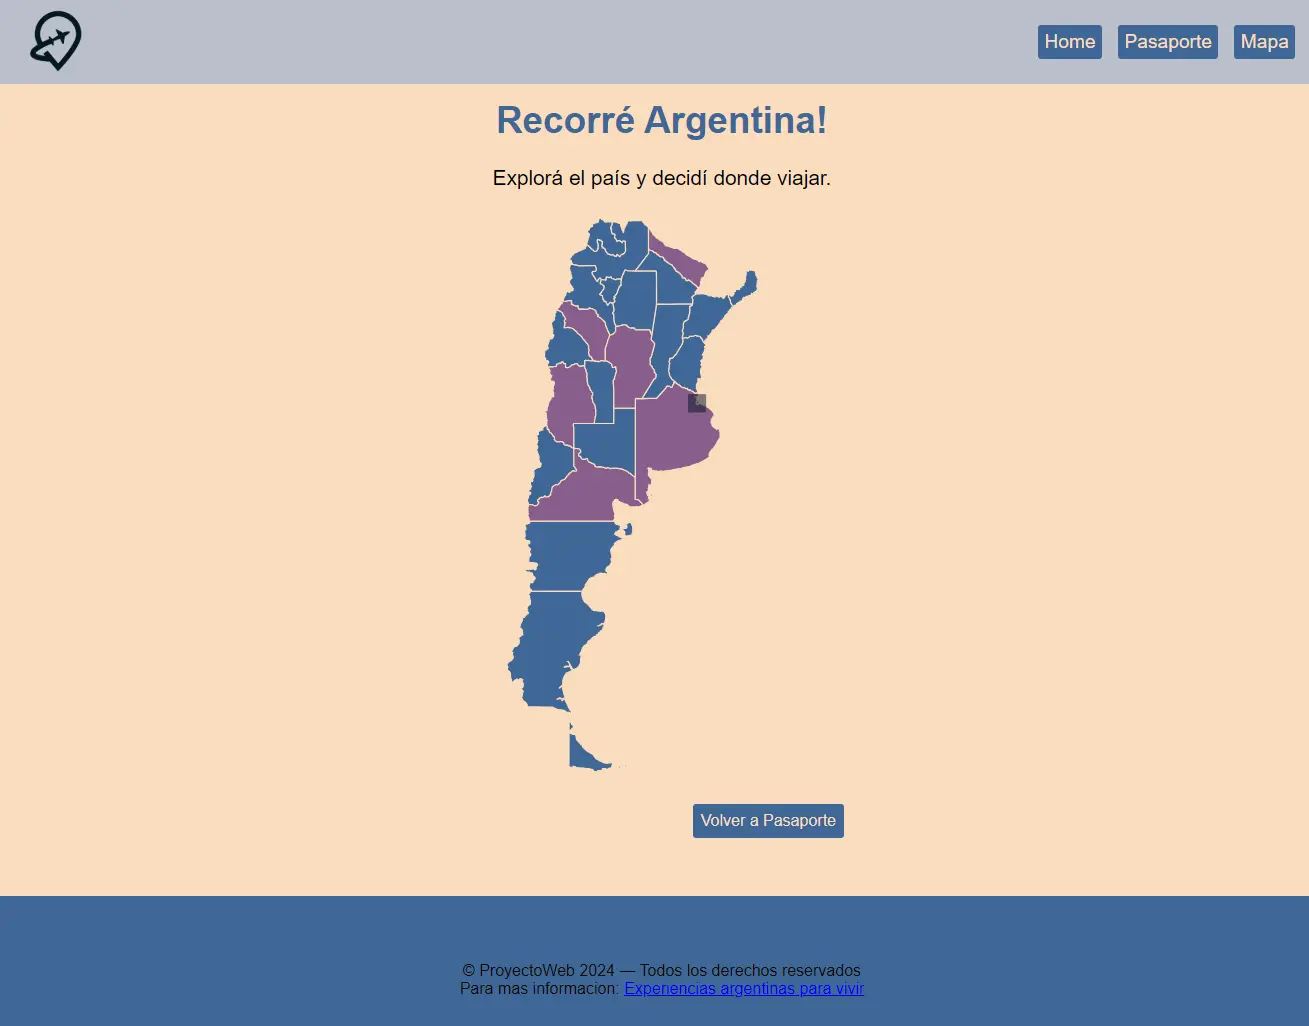 Home Pasaporte Mapa
Recorré Argentina!
Explorá el país y decidí donde viajar.
Volver a Pasaporte
© ProyectoWeb 2024 — Todos los derechos reservados
Para mas informacion: Experiencias argentinas para vivir